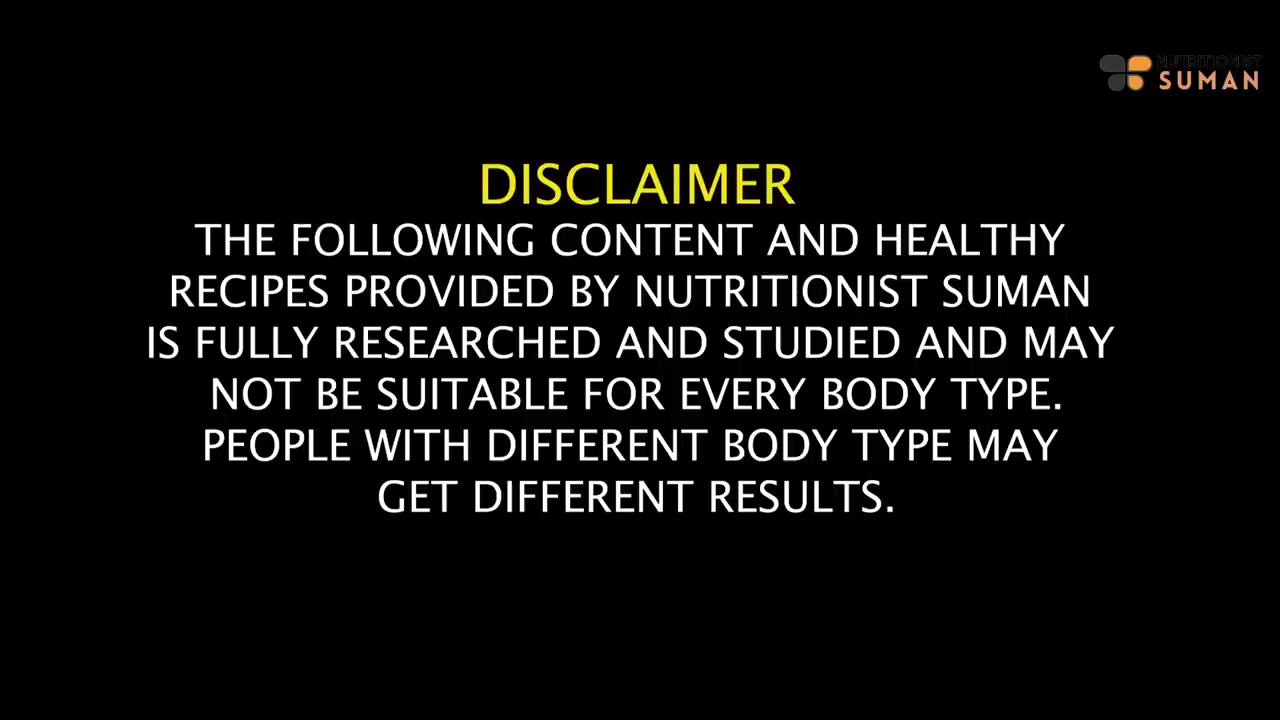 NUTRITIONIST
SUMAN
DISCLAIMER
THE FOLLOWING CONTENT AND HEALTHY
RECIPES PROVIDED BY NUTRITIONIST SUMAN
IS FULLY RESEARCHED AND STUDIED AND MAY
NOT BE SUITABLE FOR EVERY BODY TYPE.
PEOPLE WITH DIFFERENT BODY TYPE MAY
GET DIFFERENT RESULTS.